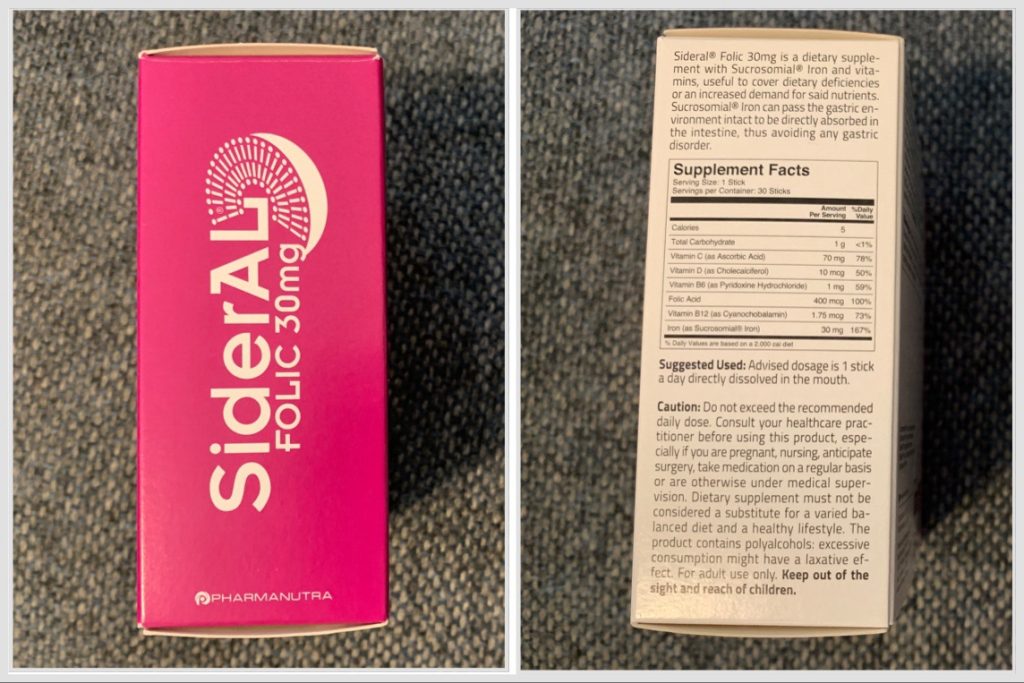 SiderAL®
FOLIC 30mg
PHARMANUTRA
Sideral® Folic 30mg is a dietary supple-
ment with Sucrosomial® Iron and vita-
mins, useful to cover dietary deficiencies
or an increased demand for said nutrients.
Sucrosomial® Iron can pass the gastric en-
vironment intact to be directly absorbed in
the intestine, thus avoiding any gastric
disorder.
Supplement Facts
Serving Size: 1 Stick
Servings per Container: 30 Sticks
Amount Per Serving %Daily Value
Calories 5
Total Carbohydrate 1 g <1%
Vitamin C (as Ascorbic Acid) 70 mg 78%
Vitamin D (as Cholecalciferol) 10 mcg 50%
Vitamin B6 (as Pyridoxine Hydrochloride) 1 mg 59%
Folic Acid 400 mcg 100%
Vitamin B12 (as Cyanochobalamin) 1.75 mcg 73%
Iron (as Sucrosomial® Iron) 30 mg 167%
% Daily Values are based on a 2.000 cal diet
Suggested Used: Advised dosage is 1 stick
a day directly dissolved in the mouth.
Caution: Do not exceed the recommended
daily dose. Consult your healthcare prac-
titioner before using this product, espe-
cially if you are pregnant, nursing, anticipate
surgery, take medication on a regular basis
or are otherwise under medical super-
vision. Dietary supplement must not be
considered a substitute for a varied ba-
lanced diet and a healthy lifestyle. The
product contains polyalcohols: excessive
consumption might have a laxative ef-
fect. For adult use only. Keep out of the
sight and reach of children.